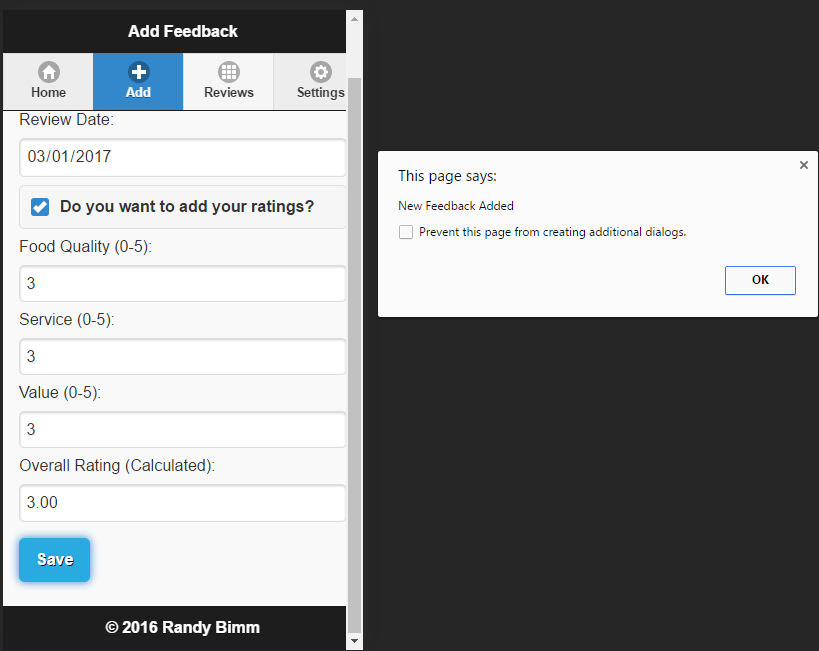 Add Feedback
Home
Add
Reviews
Settings
Review Date:
03/01/2017
Do you want to add your ratings?
Food Quality (0-5):
3
Service (0-5):
3
Value (0-5):
3
Overall Rating (Calculated):
3.00
Save
© 2016 Randy Bimm
This page says:
New Feedback Added
Prevent this page from creating additional dialogs.
OK